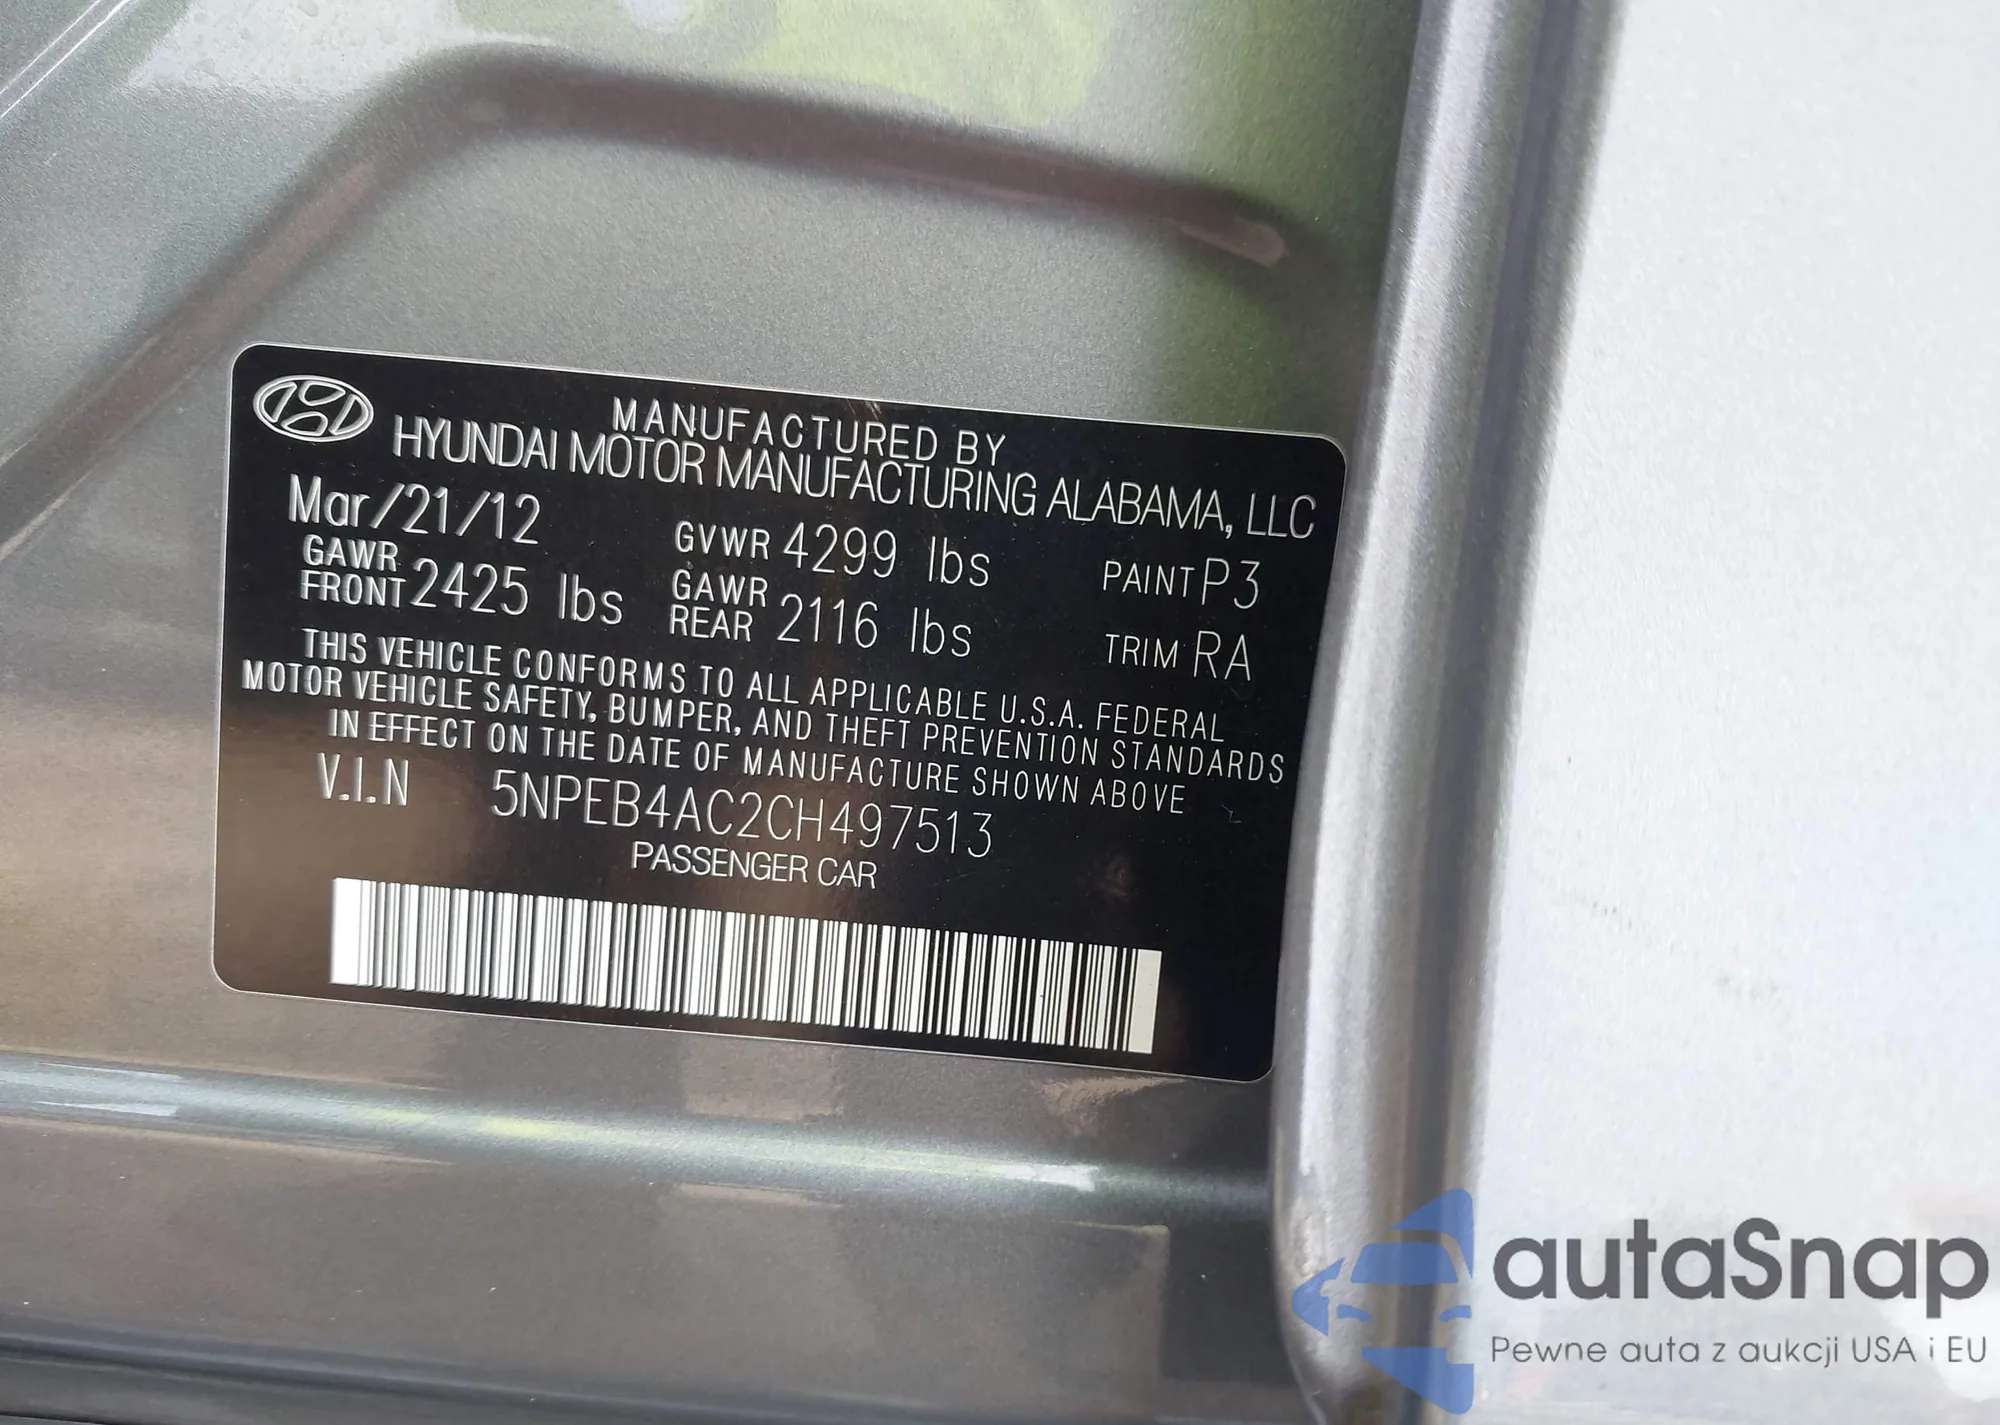 MANUFACTURED BY
HYUNDAI MOTOR MANUFACTURING ALABAMA, LLC
Mar/21/12 GVWR 4299 lbs PAINT P3
GAWR FRONT 2425 lbs GAWR REAR 2116 lbs TRIM RA
THIS VEHICLE CONFORMS TO ALL APPLICABLE U.S.A. FEDERAL
MOTOR VEHICLE SAFETY, BUMPER, AND THEFT PREVENTION STANDARDS
IN EFFECT ON THE DATE OF MANUFACTURE SHOWN ABOVE
V.I.N 5NPEB4AC2CH497513
PASSENGER CAR
autaSnap
Pewne auta z aukcji USA i EU